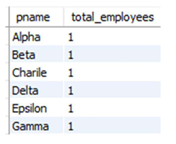 pname total_employees
Alpha 1
Beta 1
Charile 1
Delta 1
Epsilon 1
Gamma 1